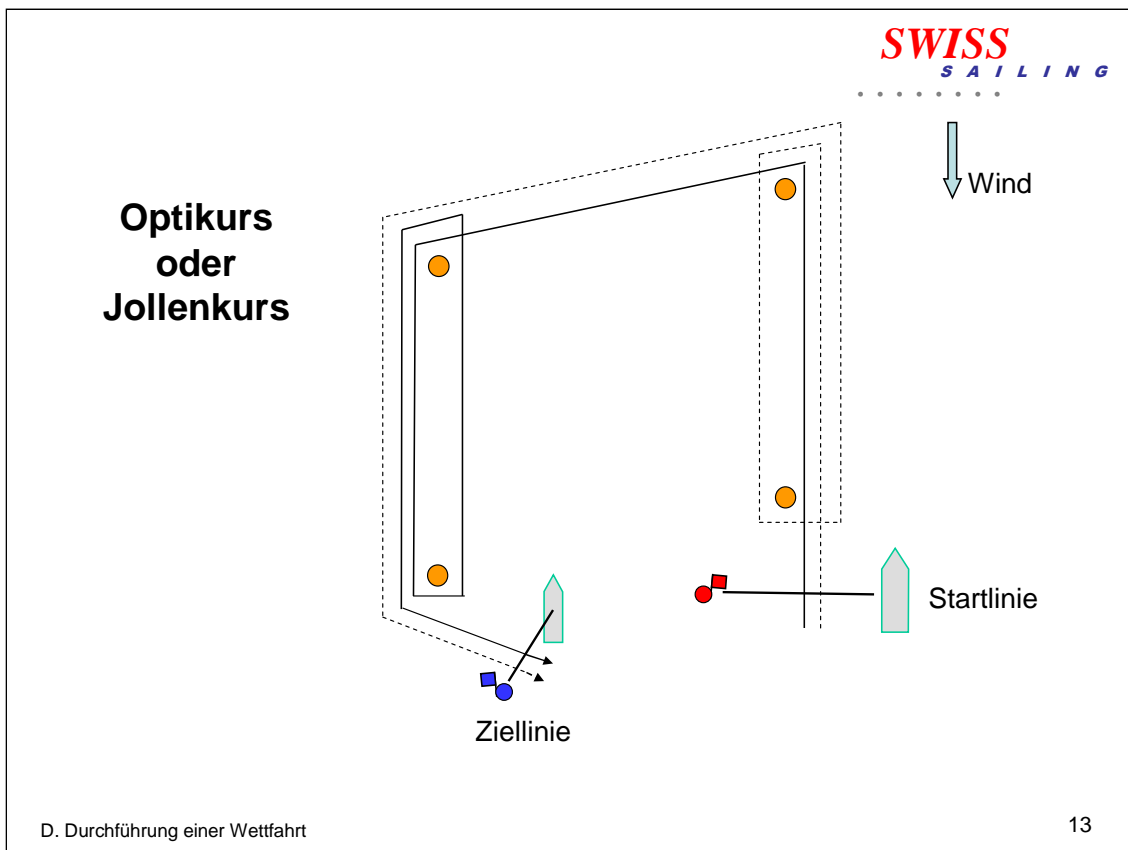 SWISS
SAILING
Wind
Optikurs
oder
Jollenkurs
Startlinie
Ziellinie
D. Durchführung einer Wettfahrt
13